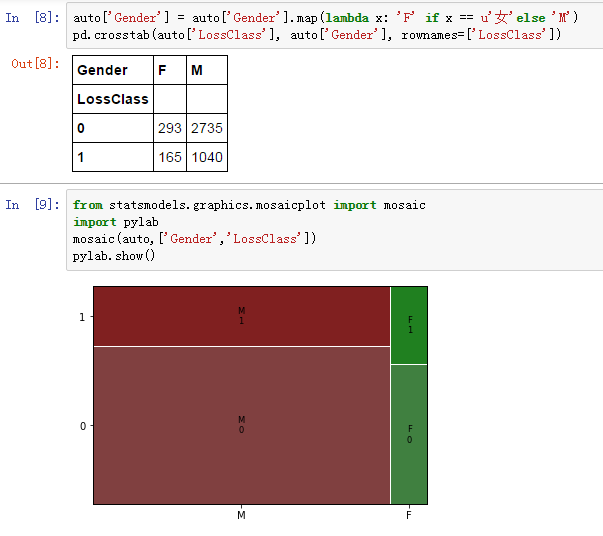 In [8]: auto['Gender'] = auto['Gender'].map(lambda x: 'F' if x == u'女'else 'M')
pd.crosstab(auto['LossClass'], auto['Gender'], rownames=['LossClass'])
Out[8]:
Gender F M
LossClass
0 293 2735
1 165 1040
In [9]: from statsmodels.graphics.mosaicplot import mosaic
import pylab
mosaic(auto,['Gender','LossClass'])
pylab.show()
1
M
1
F
1
0
M
0
F
0
M F